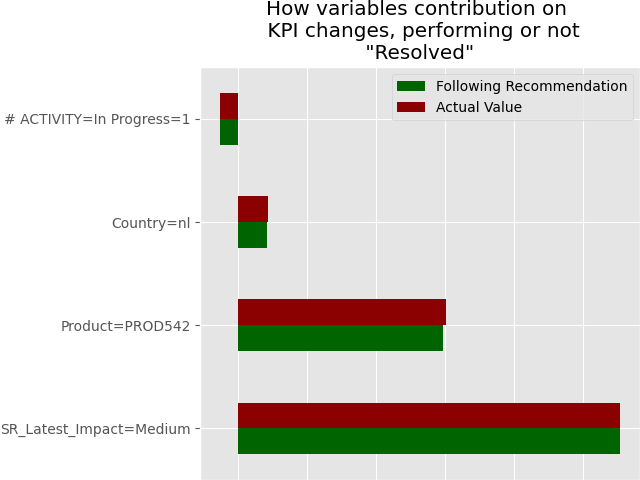 How variables contribution on
KPI changes, performing or not
"Resolved"
Following Recommendation
Actual Value
# ACTIVITY=In Progress=1
Country=nl
Product=PROD542
SR_Latest_Impact=Medium